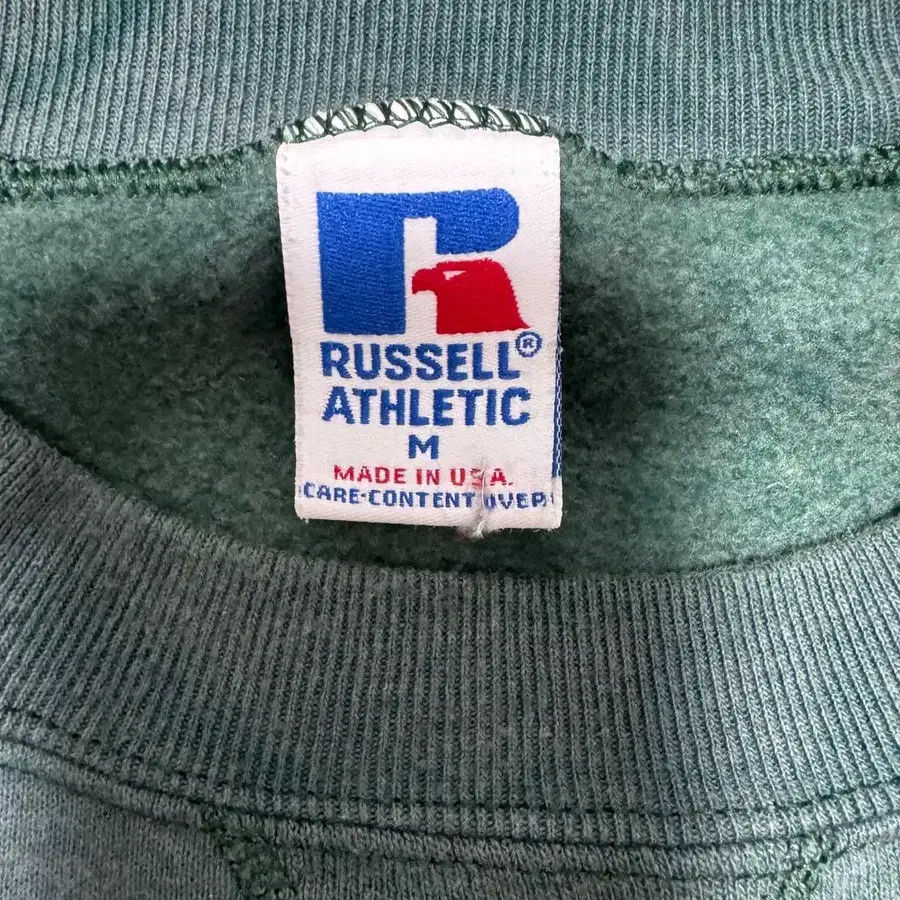 RUSSELL®
ATHLETIC
M
MADE IN U.S.A.
CARE·CONTENT OVER